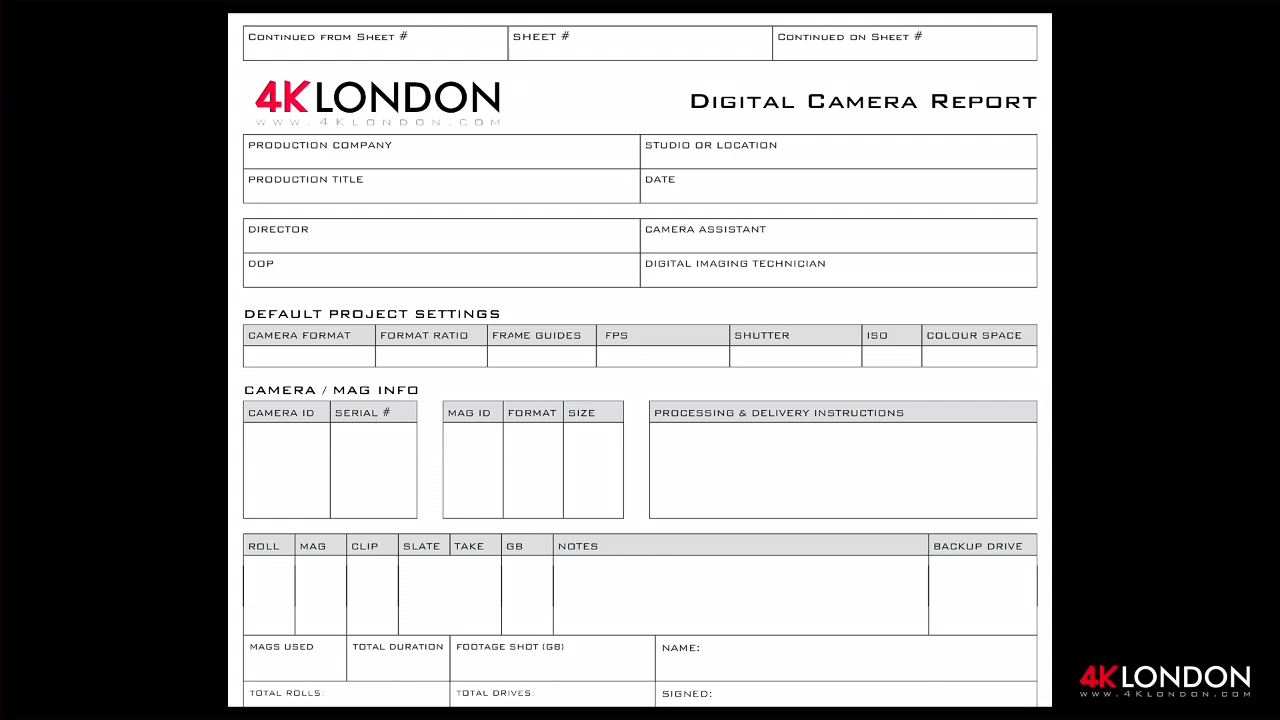 Continued from Sheet # SHEET # Continued on Sheet #
4KLONDON
www.4Klondon.com
Digital Camera Report
PRODUCTION COMPANY STUDIO OR LOCATION
PRODUCTION TITLE DATE
DIRECTOR CAMERA ASSISTANT
DOP DIGITAL IMAGING TECHNICIAN
DEFAULT PROJECT SETTINGS
CAMERA FORMAT FORMAT RATIO FRAME GUIDES FPS SHUTTER ISO COLOUR SPACE
CAMERA / MAG INFO
CAMERA ID SERIAL # MAG ID FORMAT SIZE PROCESSING & DELIVERY INSTRUCTIONS
ROLL MAG CLIP SLATE TAKE GB NOTES BACKUP DRIVE
MAGS USED TOTAL DURATION FOOTAGE SHOT (GB) NAME:
TOTAL ROLLS: TOTAL DRIVES: SIGNED:
4KLONDON
www.4Klondon.com